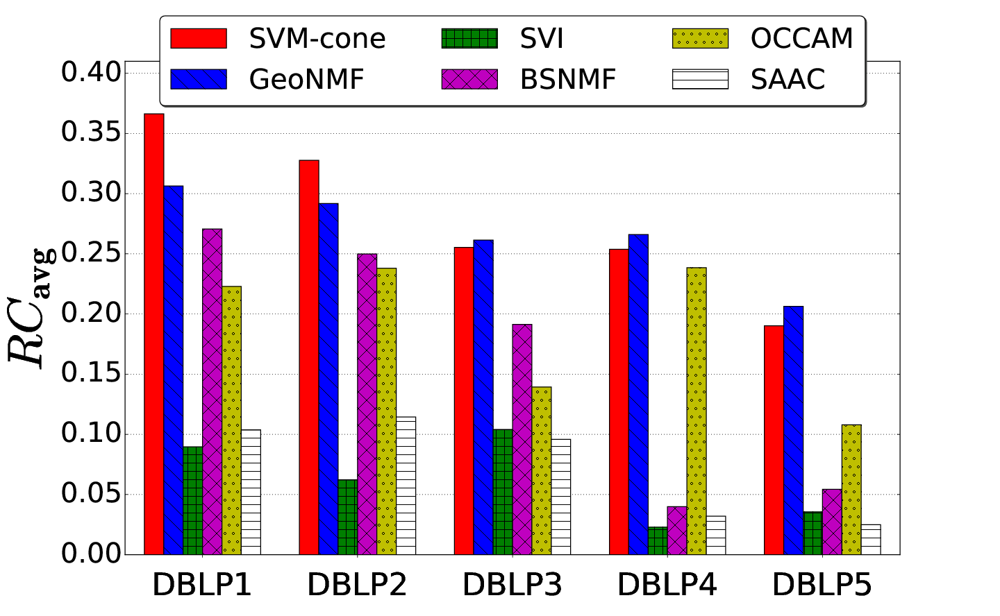 SVM-cone SVI OCCAM
GeoNMF BSNMF SAAC
0.40
0.35
0.30
0.25
0.20
0.15
0.10
0.05
0.00
RCavg
DBLP1 DBLP2 DBLP3 DBLP4 DBLP5